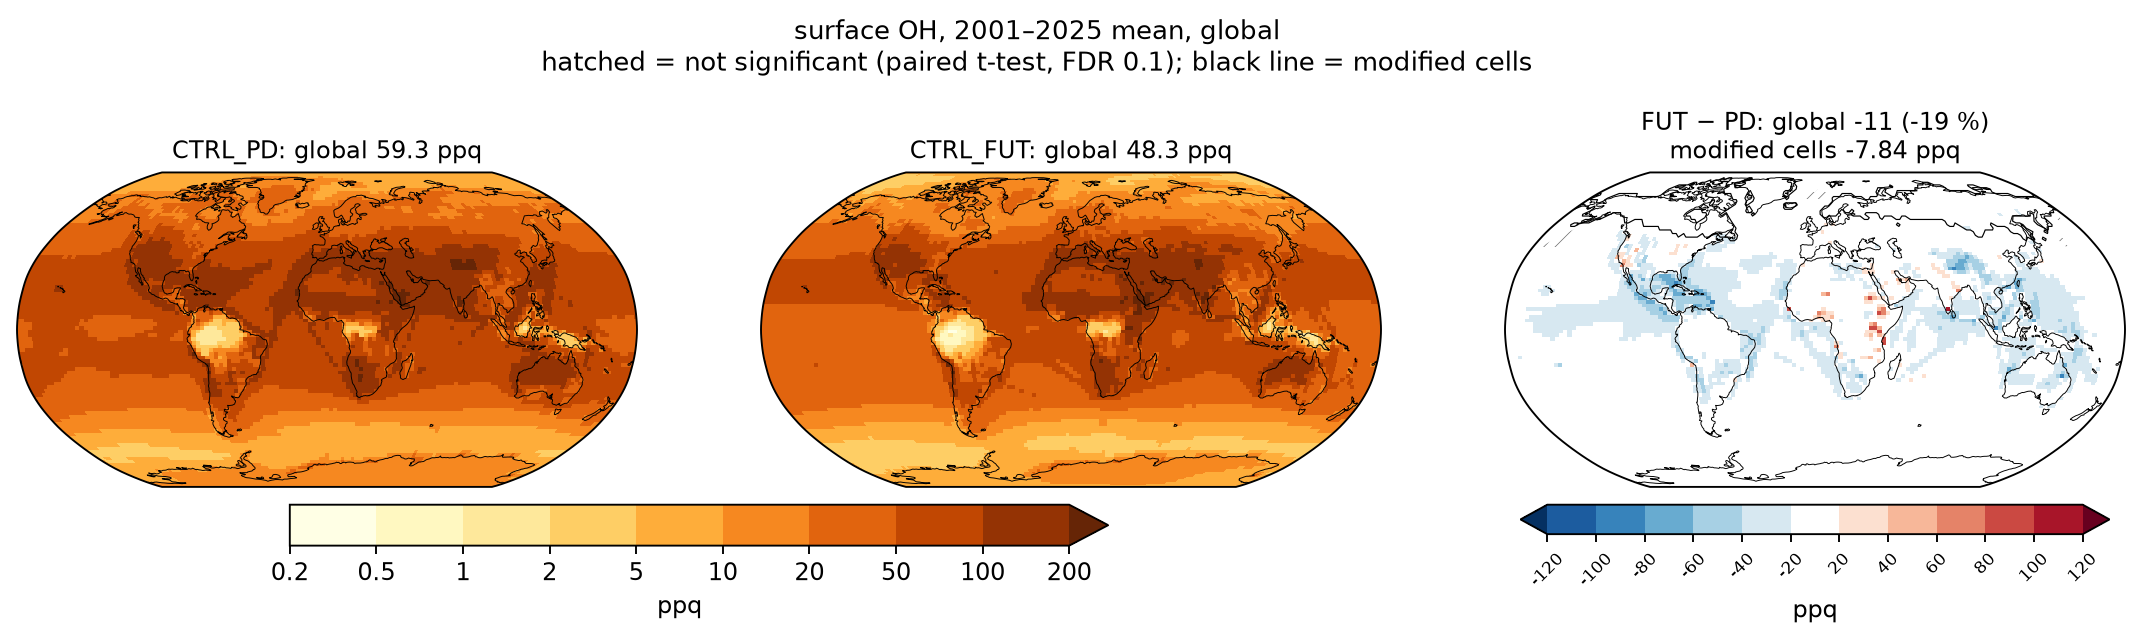 surface OH, 2001–2025 mean, global
hatched = not significant (paired t-test, FDR 0.1); black line = modified cells
CTRL_PD: global 59.3 ppq
CTRL_FUT: global 48.3 ppq
FUT − PD: global -11 (-19 %)
modified cells -7.84 ppq
0.2 0.5 1 2 5 10 20 50 100 200
ppq
-120 -100 -80 -60 -40 -20 20 40 60 80 100 120
ppq